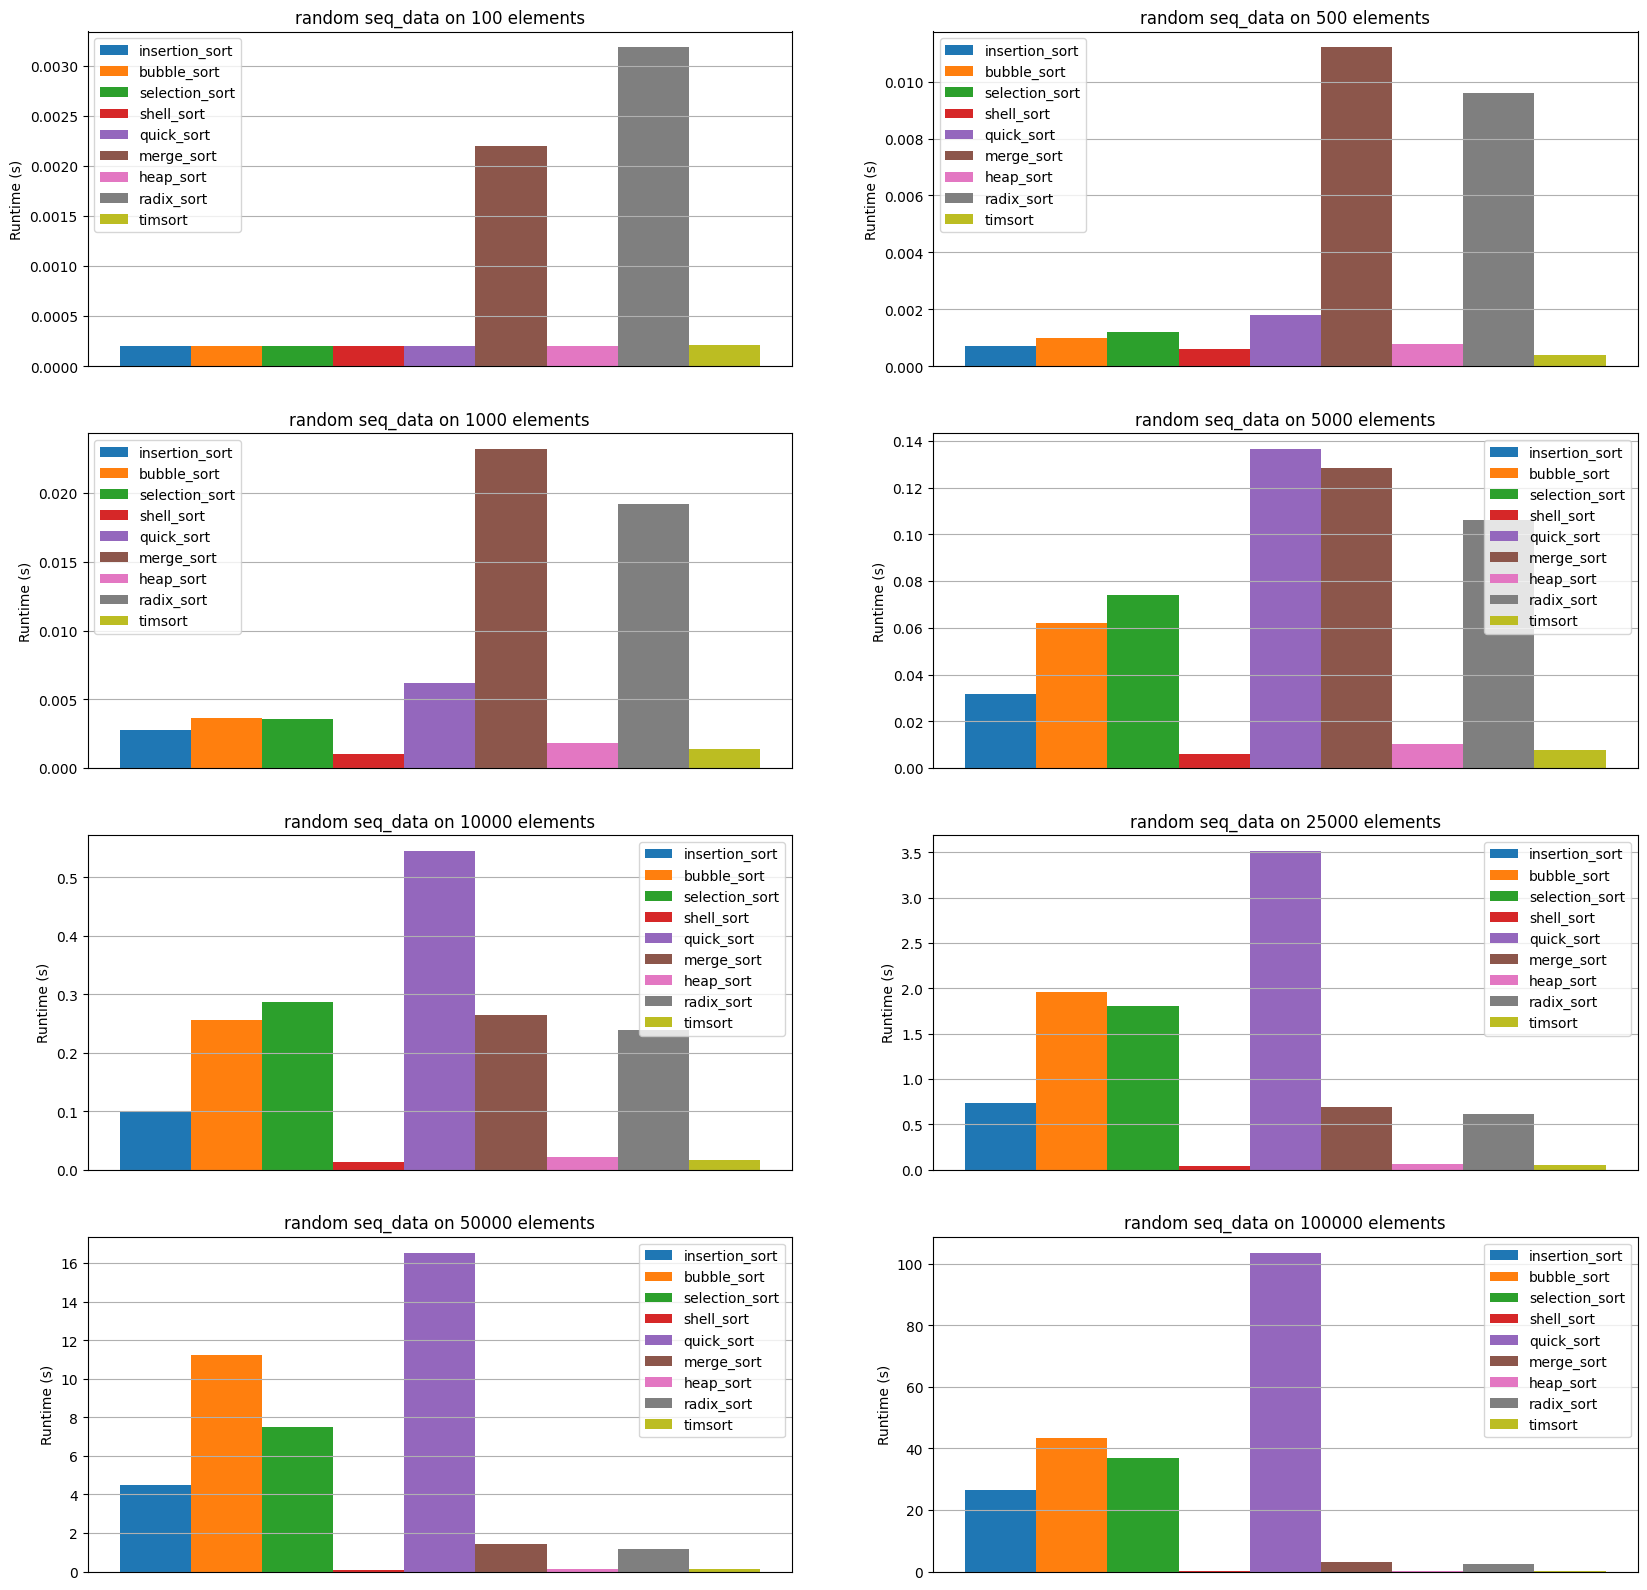 random seq_data on 100 elements
Runtime (s)
0.0030
0.0025
0.0020
0.0015
0.0010
0.0005
0.0000
insertion_sort
bubble_sort
selection_sort
shell_sort
quick_sort
merge_sort
heap_sort
radix_sort
timsort
random seq_data on 500 elements
Runtime (s)
0.010
0.008
0.006
0.004
0.002
0.000
insertion_sort
bubble_sort
selection_sort
shell_sort
quick_sort
merge_sort
heap_sort
radix_sort
timsort
random seq_data on 1000 elements
Runtime (s)
0.020
0.015
0.010
0.005
0.000
insertion_sort
bubble_sort
selection_sort
shell_sort
quick_sort
merge_sort
heap_sort
radix_sort
timsort
random seq_data on 5000 elements
Runtime (s)
0.14
0.12
0.10
0.08
0.06
0.04
0.02
0.00
insertion_sort
bubble_sort
selection_sort
shell_sort
quick_sort
merge_sort
heap_sort
radix_sort
timsort
random seq_data on 10000 elements
Runtime (s)
0.5
0.4
0.3
0.2
0.1
0.0
insertion_sort
bubble_sort
selection_sort
shell_sort
quick_sort
merge_sort
heap_sort
radix_sort
timsort
random seq_data on 25000 elements
Runtime (s)
3.5
3.0
2.5
2.0
1.5
1.0
0.5
0.0
insertion_sort
bubble_sort
selection_sort
shell_sort
quick_sort
merge_sort
heap_sort
radix_sort
timsort
random seq_data on 50000 elements
Runtime (s)
16
14
12
10
8
6
4
2
0
insertion_sort
bubble_sort
selection_sort
shell_sort
quick_sort
merge_sort
heap_sort
radix_sort
timsort
random seq_data on 100000 elements
Runtime (s)
100
80
60
40
20
0
insertion_sort
bubble_sort
selection_sort
shell_sort
quick_sort
merge_sort
heap_sort
radix_sort
timsort